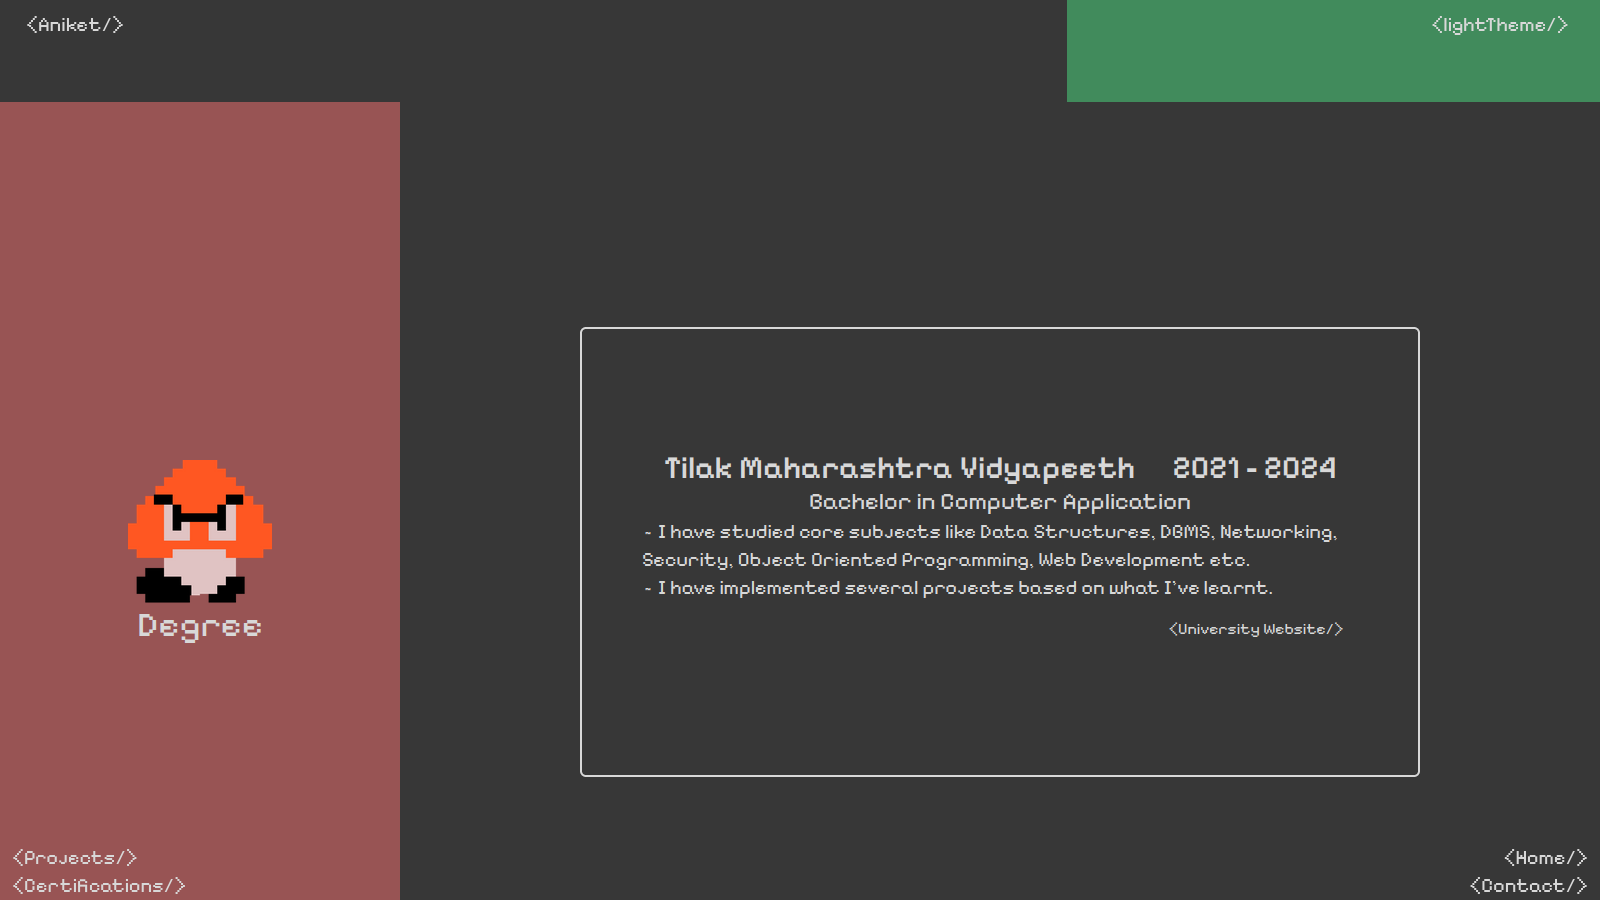 <Aniket/>
<lightTheme/>
Degree
Tilak Maharashtra Vidyapeeth 2021 - 2024
Bachelor in Computer Application
- I have studied core subjects like Data Structures, DBMS, Networking,
Security, Object Oriented Programming, Web Development etc.
- I have implemented several projects based on what I've learnt.
<University Website/>
<Projects/>
<Certifications/>
<Home/>
<Contact/>